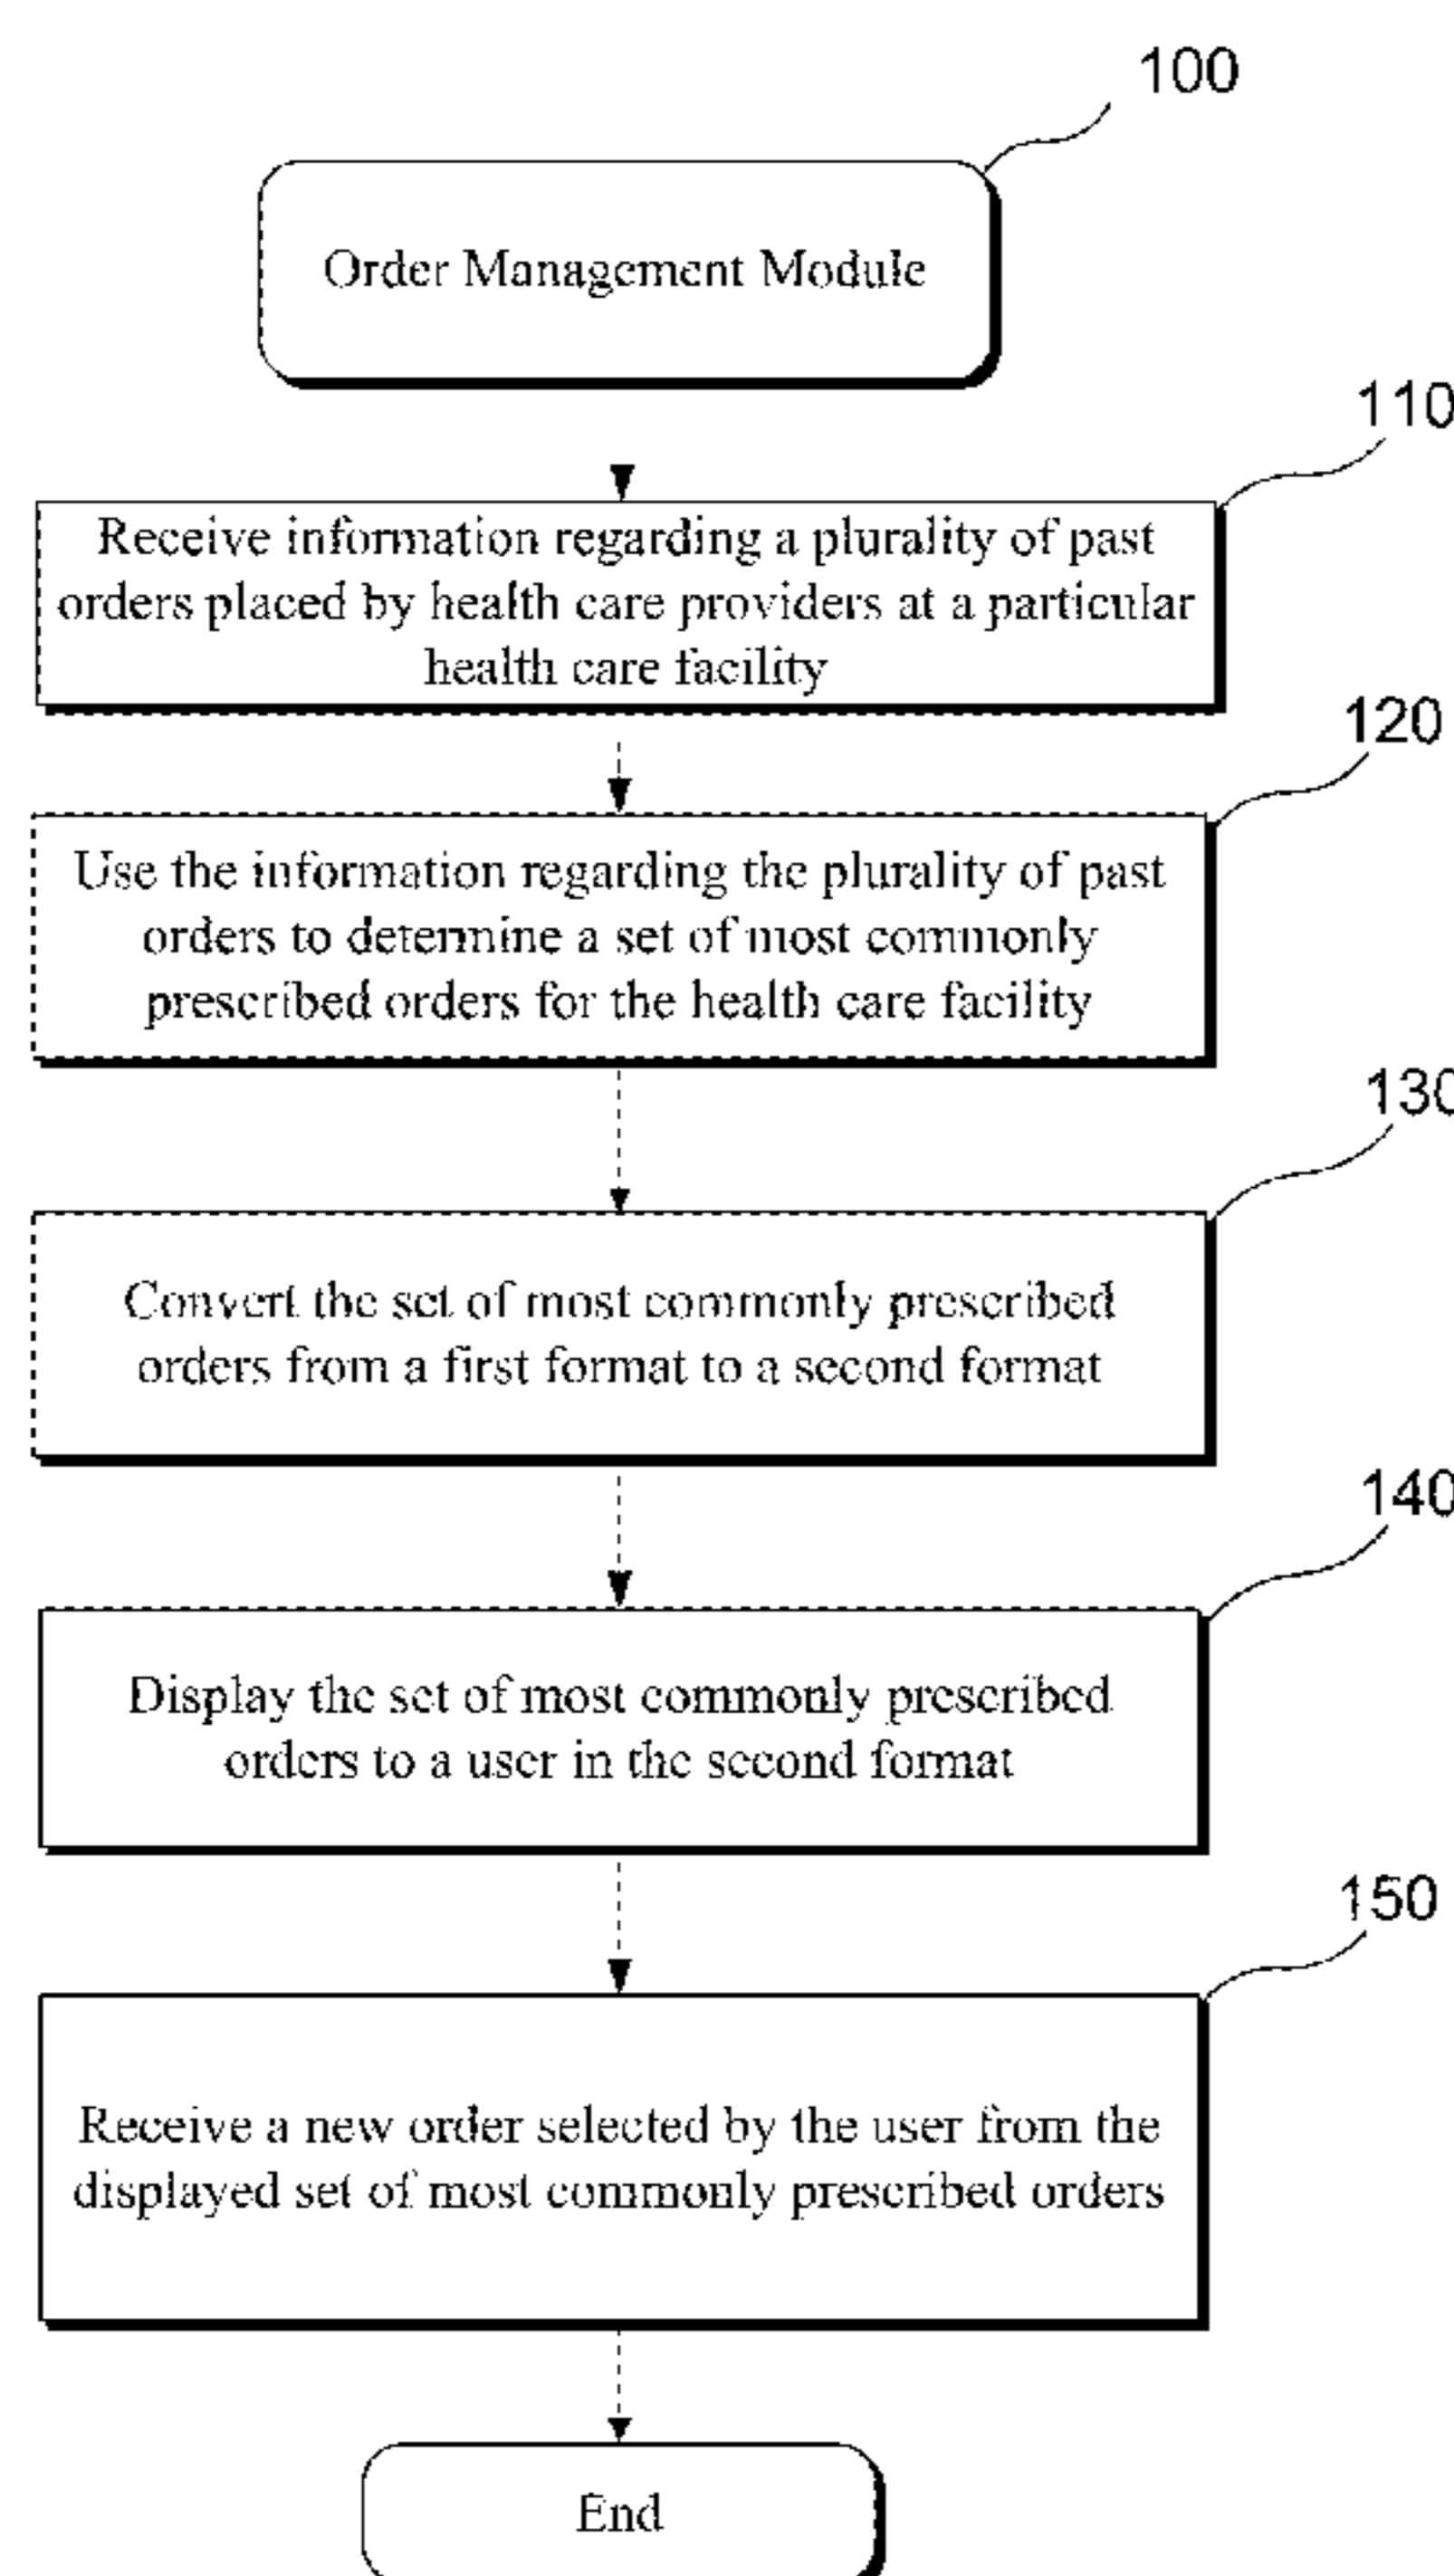 100
Order Management Module
110
Receive information regarding a plurality of past
orders placed by health care providers at a particular
health care facility
120
Use the information regarding the plurality of past
orders to determine a set of most commonly
prescribed orders for the health care facility
130
Convert the set of most commonly prescribed
orders from a first format to a second format
140
Display the set of most commonly prescribed
orders to a user in the second format
150
Receive a new order selected by the user from the
displayed set of most commonly prescribed orders
End